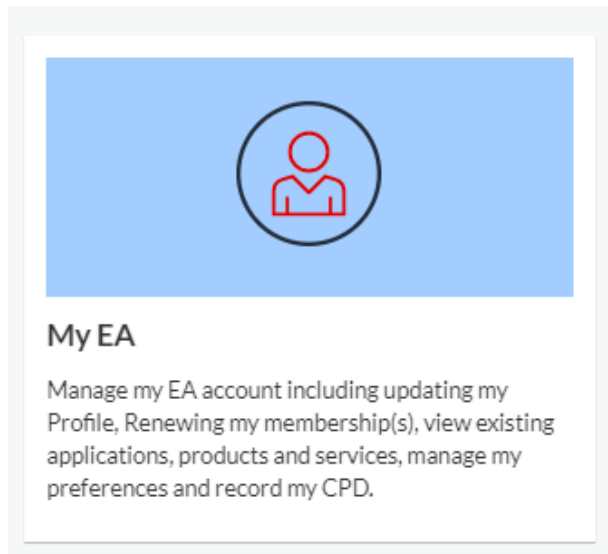 My EA
Manage my EA account including updating my
Profile, Renewing my membership(s), view existing
applications, products and services, manage my
preferences and record my CPD.